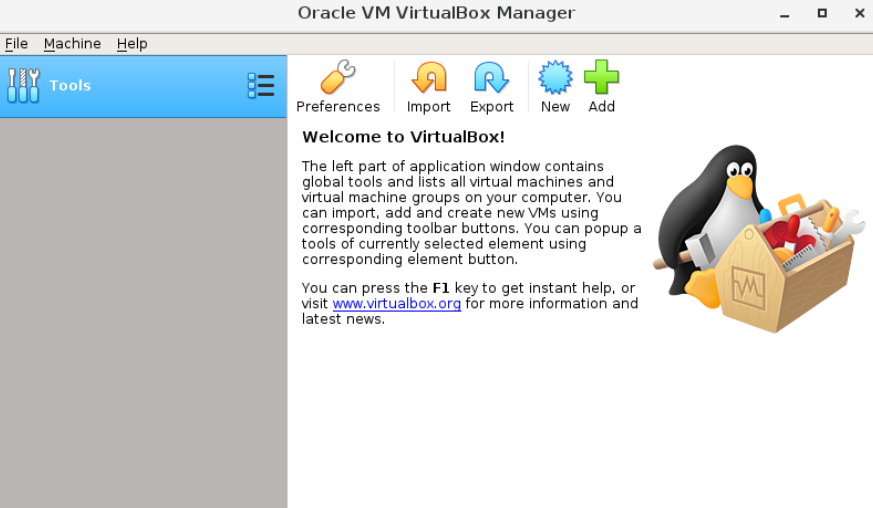 Oracle VM VirtualBox Manager
File Machine Help
Tools
Preferences Import Export New Add
Welcome to VirtualBox!
The left part of application window contains
global tools and lists all virtual machines and
virtual machine groups on your computer. You
can import, add and create new VMs using
corresponding toolbar buttons. You can popup a
tools of currently selected element using
corresponding element button.
You can press the F1 key to get instant help, or
visit www.virtualbox.org for more information and
latest news.